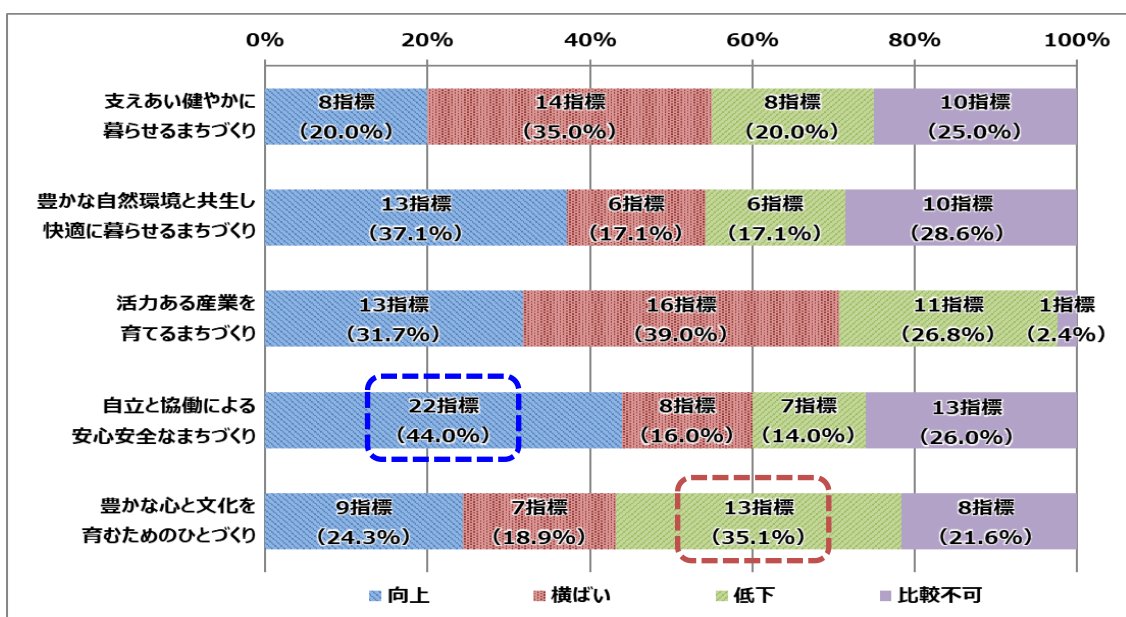 0% 20% 40% 60% 80% 100%
支えあい健やかに
暮らせるまちづくり
8指標 14指標 8指標 10指標
（20.0%） （35.0%） （20.0%） （25.0%）
豊かな自然環境と共生し
快適に暮らせるまちづくり
13指標 6指標 6指標 10指標
（37.1%） （17.1%） （17.1%） （28.6%）
活力ある産業を
育てるまちづくり
13指標 16指標 11指標 1指標
（31.7%） （39.0%） （26.8%） （2.4%）
自立と協働による
安心安全なまちづくり
22指標 8指標 7指標 13指標
（44.0%） （16.0%） （14.0%） （26.0%）
豊かな心と文化を
育むためのひとづくり
9指標 7指標 13指標 8指標
（24.3%） （18.9%） （35.1%） （21.6%）
向上 横ばい 低下 比較不可